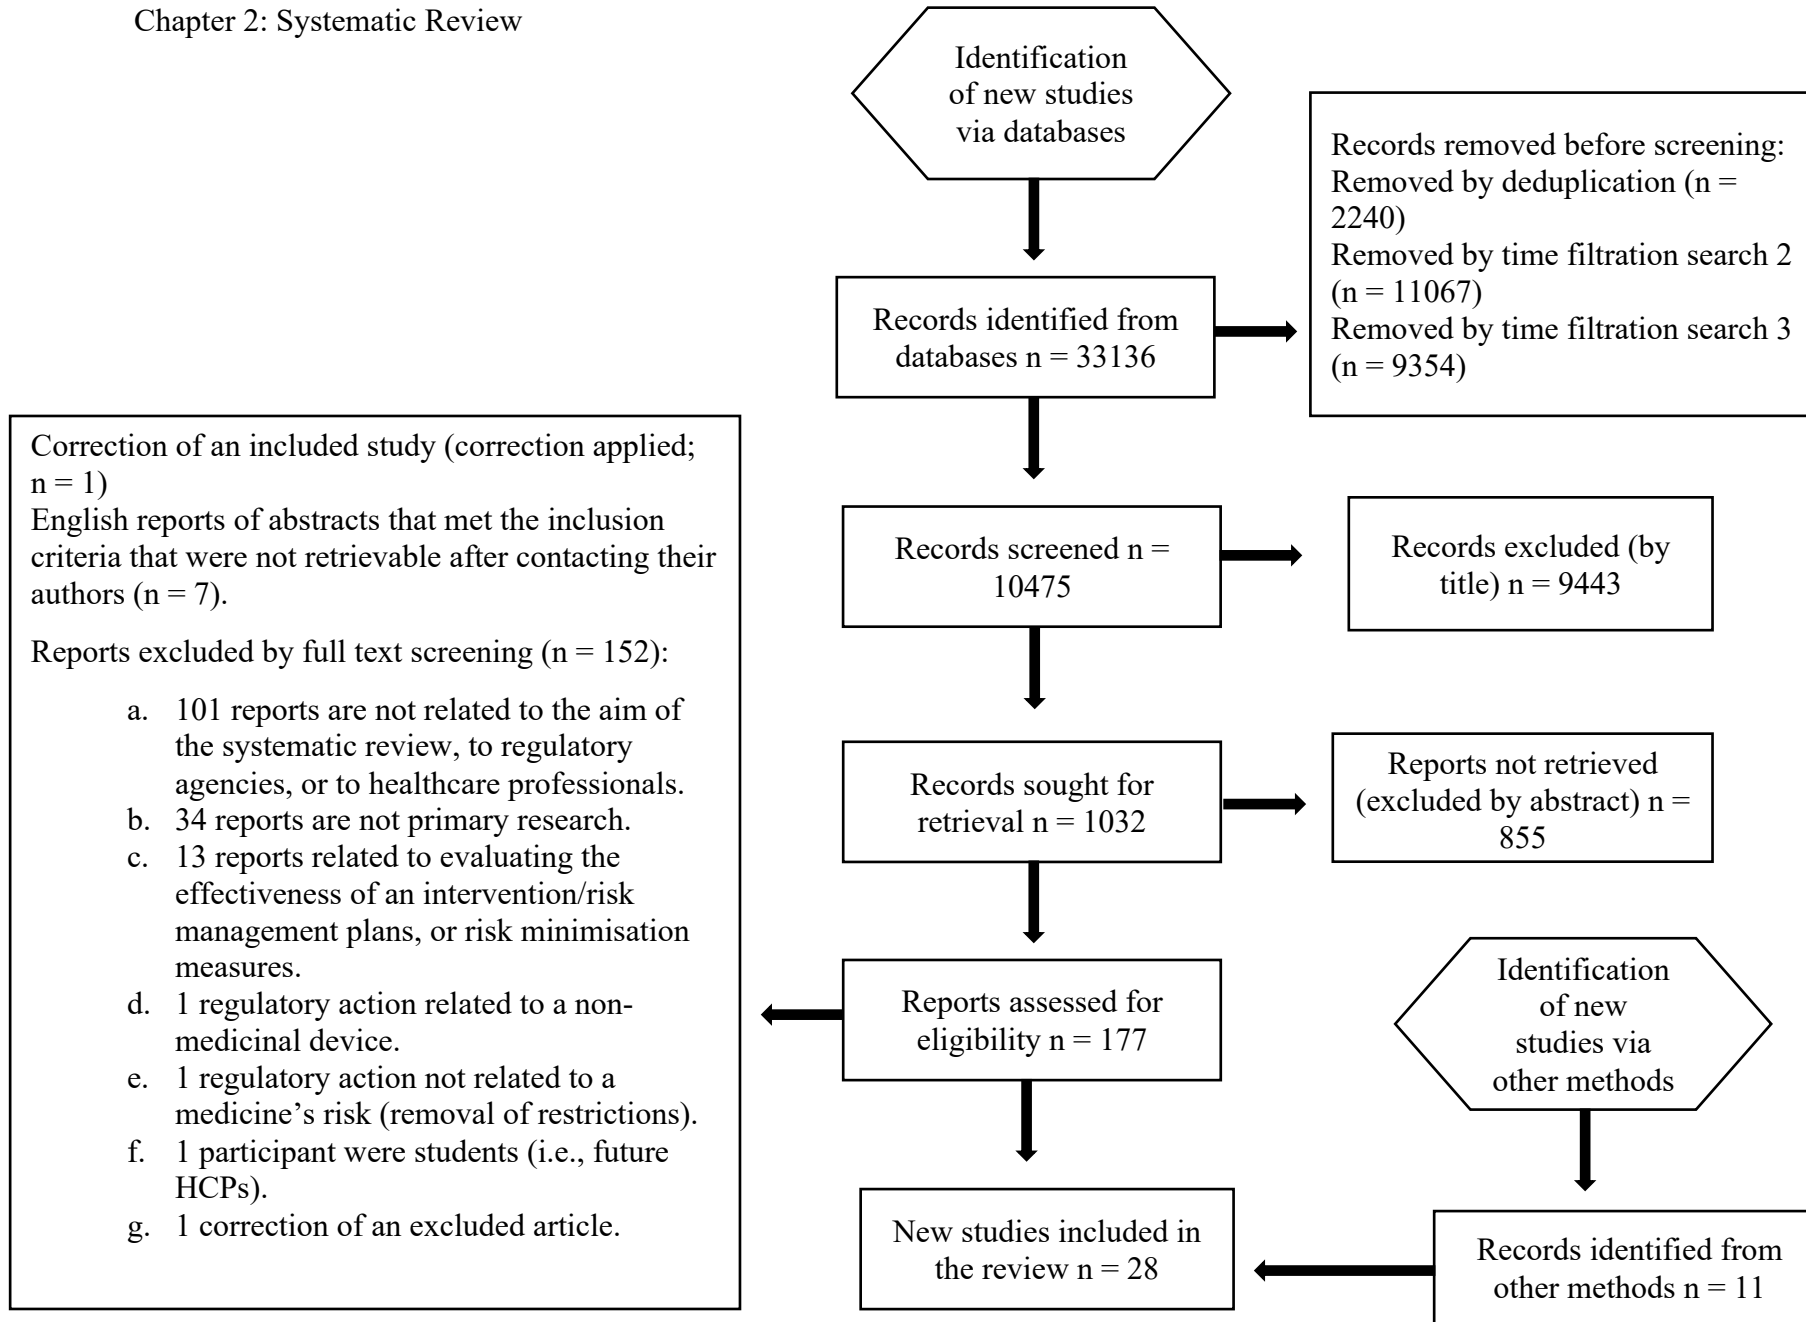 Chapter 2: Systematic Review
Identification
of new studies
via databases
Records removed before screening:
Removed by deduplication (n =
2240)
Removed by time filtration search 2
(n = 11067)
Removed by time filtration search 3
(n = 9354)
Records identified from
databases n = 33136
Records screened n =
10475
Records excluded (by
title) n = 9443
Records sought for
retrieval n = 1032
Reports not retrieved
(excluded by abstract) n =
855
Reports assessed for
eligibility n = 177
Correction of an included study (correction applied;
n = 1)
English reports of abstracts that met the inclusion
criteria that were not retrievable after contacting their
authors (n = 7).
Reports excluded by full text screening (n = 152):
a. 101 reports are not related to the aim of
the systematic review, to regulatory
agencies, or to healthcare professionals.
b. 34 reports are not primary research.
c. 13 reports related to evaluating the
effectiveness of an intervention/risk
management plans, or risk minimisation
measures.
d. 1 regulatory action related to a non-
medicinal device.
e. 1 regulatory action not related to a
medicine’s risk (removal of restrictions).
f. 1 participant were students (i.e., future
HCPs).
g. 1 correction of an excluded article.
Identification
of new
studies via
other methods
Records identified from
other methods n = 11
New studies included in
the review n = 28